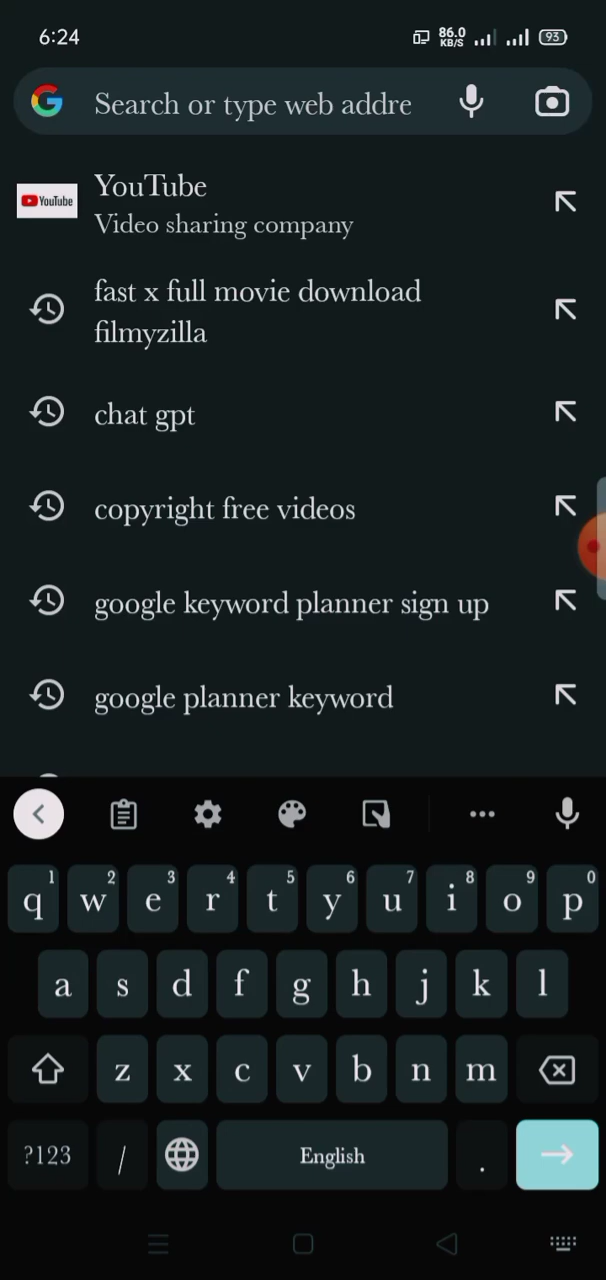 6:24
86.0
KB/S
93
Search or type web addre
YouTube
YouTube
Video sharing company
fast x full movie download
filmyzilla
chat gpt
copyright free videos
google keyword planner sign up
google planner keyword
1 2 3 4 5 6 7 8 9 0
q w e r t y u i o p
a s d f g h j k l
z x c v b n m
?123 / English .